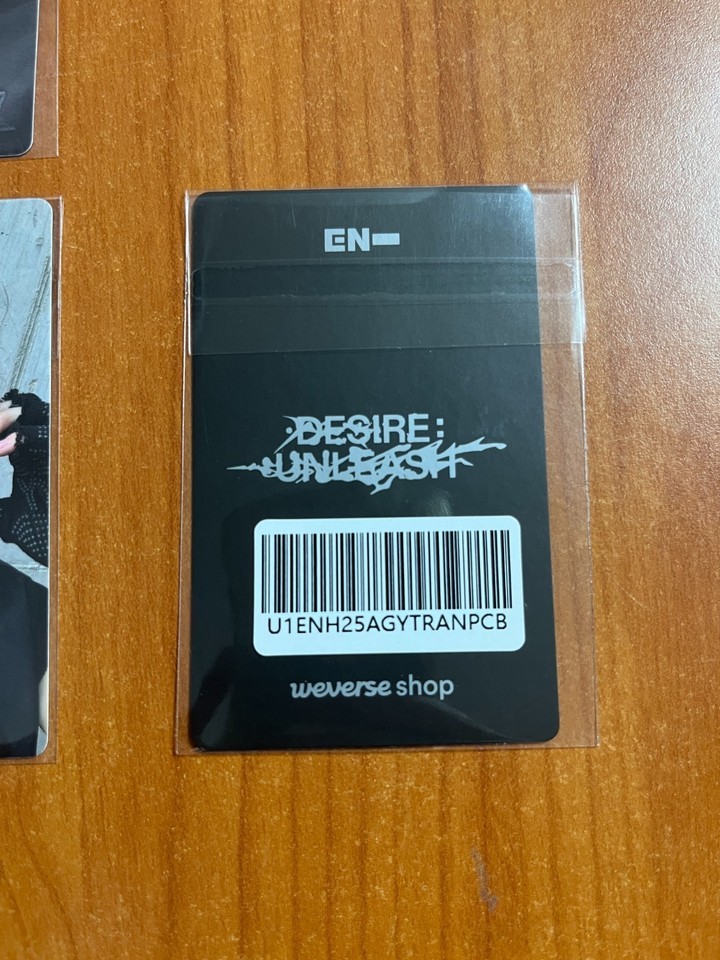 EN-
DESIRE:
UNLEASH
U1ENH25AGYTRANPCB
weverse shop